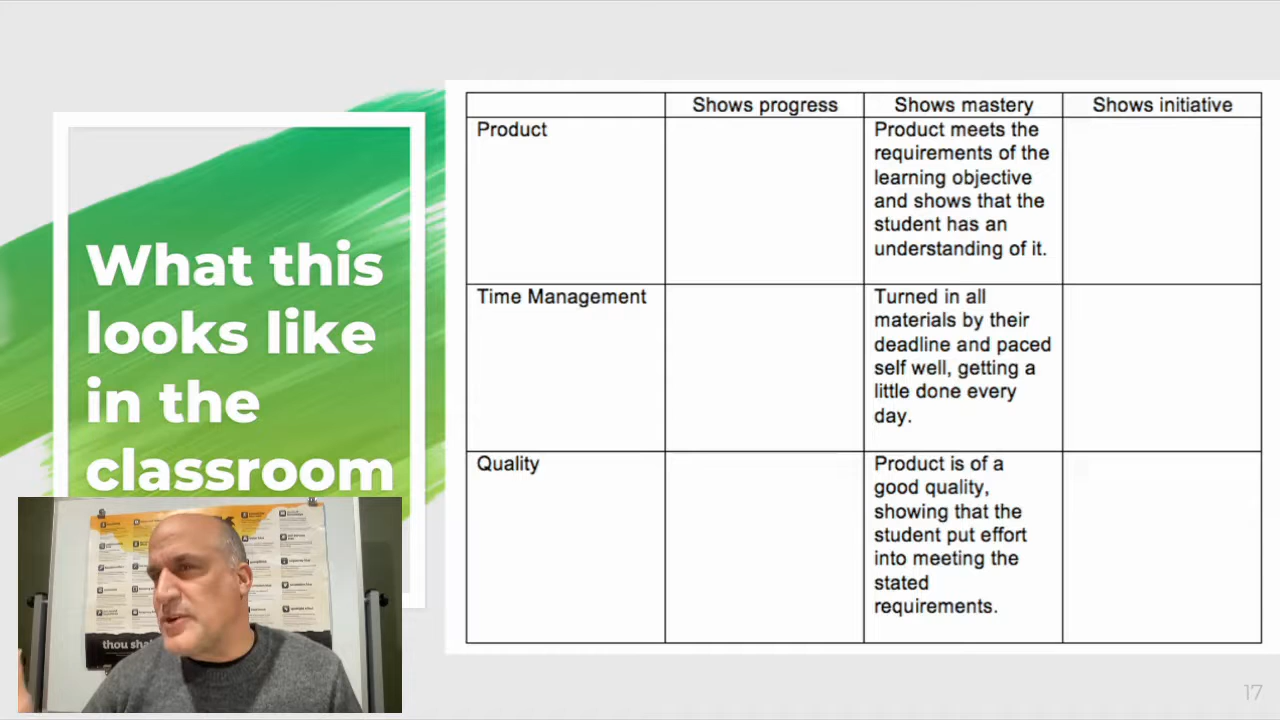 What this
looks like
in the
classroom
Shows progress
Shows mastery
Shows initiative
Product
Product meets the
requirements of the
learning objective
and shows that the
student has an
understanding of it.
Time Management
Turned in all
materials by their
deadline and paced
self well, getting a
little done every
day.
Quality
Product is of a
good quality,
showing that the
student put effort
into meeting the
stated
requirements.
thou sha
17